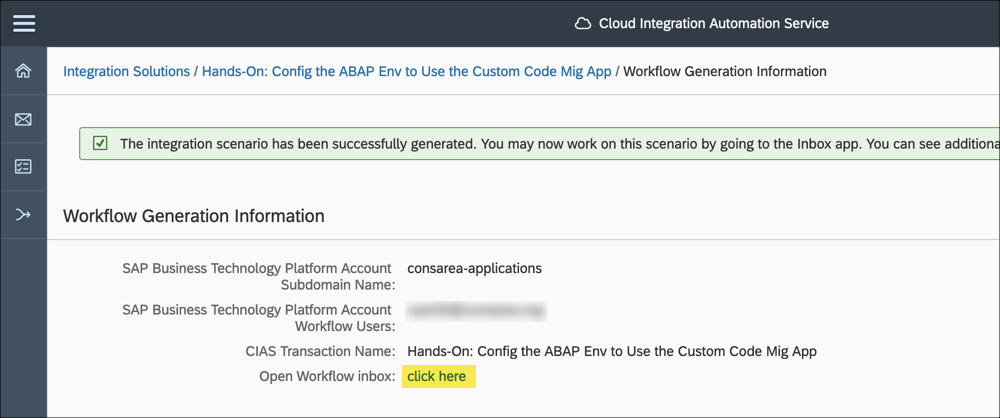 Cloud Integration Automation Service
Integration Solutions / Hands-On: Config the ABAP Env to Use the Custom Code Mig App / Workflow Generation Information
The integration scenario has been successfully generated. You may now work on this scenario by going to the Inbox app. You can see additiona
Workflow Generation Information
SAP Business Technology Platform Account consarea-applications
Subdomain Name:
SAP Business Technology Platform Account
Workflow Users:
CIAS Transaction Name: Hands-On: Config the ABAP Env to Use the Custom Code Mig App
Open Workflow inbox: click here